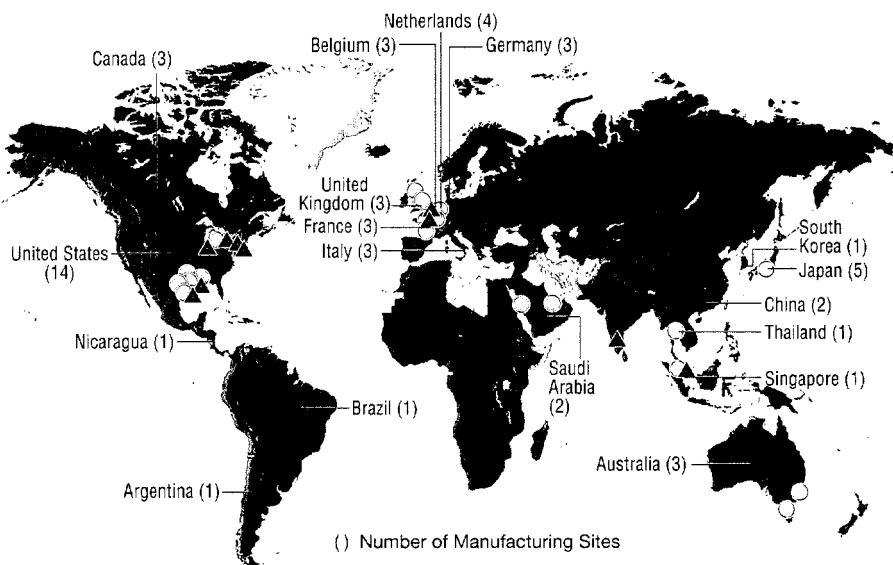 Netherlands (4)
Belgium (3)
Germany (3)
Canada (3)
United
Kingdom (3)
France (3)
Italy (3)
United States
(14)
South
Korea (1)
Japan (5)
China (2)
Thailand (1)
Nicaragua (1)
Saudi
Arabia
(2)
Singapore (1)
Brazil (1)
Australia (3)
Argentina (1)
( ) Number of Manufacturing Sites